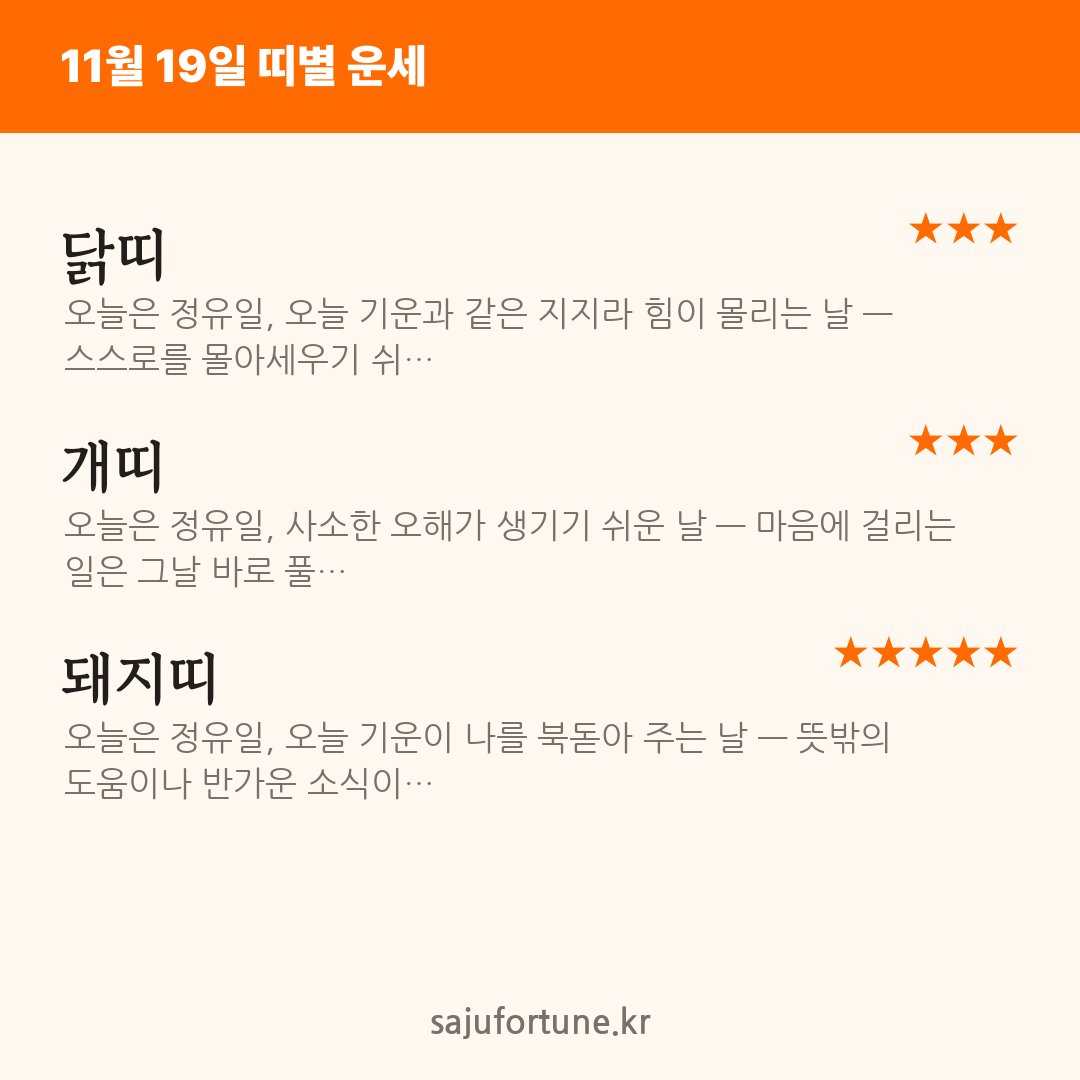 11월 19일 띠별 운세
닭띠
★★★
오늘은 정유일, 오늘 기운과 같은 지지라 힘이 몰리는 날 —
스스로를 몰아세우기 쉬…
개띠
★★★
오늘은 정유일, 사소한 오해가 생기기 쉬운 날 — 마음에 걸리는
일은 그날 바로 풀…
돼지띠
★★★★★
오늘은 정유일, 오늘 기운이 나를 북돋아 주는 날 — 뜻밖의
도움이나 반가운 소식이…
sajufortune.kr